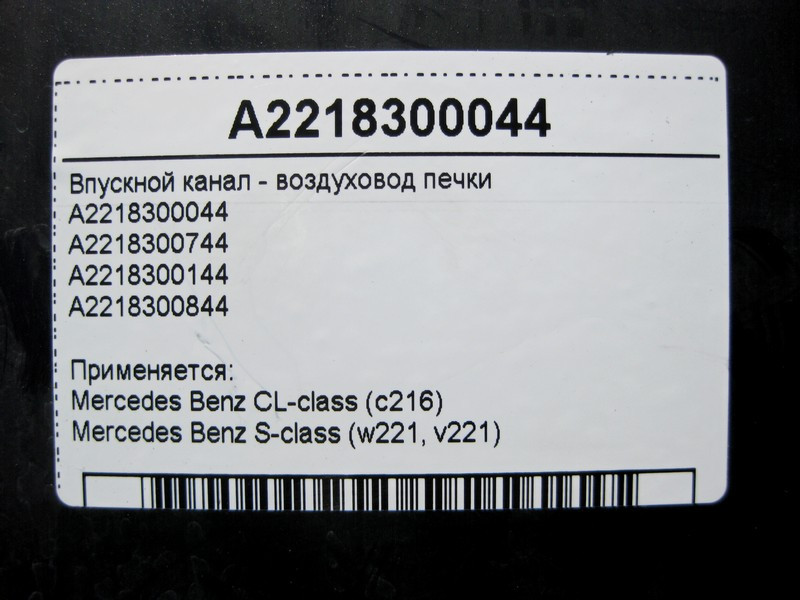 A2218300044
Впускной канал - воздуховод печки
A2218300044
A2218300744
A2218300144
A2218300844
Применяется:
Mercedes Benz CL-class (c216)
Mercedes Benz S-class (w221, v221)